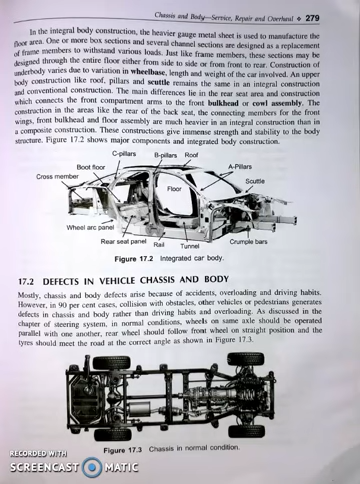 Chassis and Body—Service, Repair and Overhaul ❖ 279
In the integral body construction, the heavier gauge metal sheet is used to manufacture the
floor area. One or more box sections and several channel sections are designed as a replacement
of frame members to withstand various loads. Just like frame members, these sections may be
designed through the entire floor either from side to side or from front to rear. Construction of
underbody varies due to variation in wheelbase, length and weight of the car involved. An upper
body construction like roof, pillars and scuttle remains the same in an integral construction
and conventional construction. The main differences lie in the rear seat area and construction
which connects the front compartment arms to the front bulkhead or cowl assembly. The
construction in the areas like the rear of the back seat, the connecting members for the front
wings, front bulkhead and floor assembly are much heavier in an integral construction than in
a composite construction. These constructions give immense strength and stability to the body
structure. Figure 17.2 shows major components and integrated body construction.
C-pillars B-pillars Roof
Boot floor A-Pillars
Cross member Scuttle
Floor
Wheel arc panel
Rear seat panel Rail Tunnel Crumple bars
Figure 17.2 Integrated car body.
17.2 DEFECTS IN VEHICLE CHASSIS AND BODY
Mostly, chassis and body defects arise because of accidents, overloading and driving habits.
However, in 90 per cent cases, collision with obstacles, other vehicles or pedestrians generates
defects in chassis and body rather than driving habits and overloading. As discussed in the
chapter of steering system, in normal conditions, wheels on same axle should be operated
parallel with one another, rear wheel should follow front wheel on straight position and the
tyres should meet the road at the correct angle as shown in Figure 17.3.
Figure 17.3 Chassis in normal condition.
RECORDED WITH
SCREENCAST MATIC